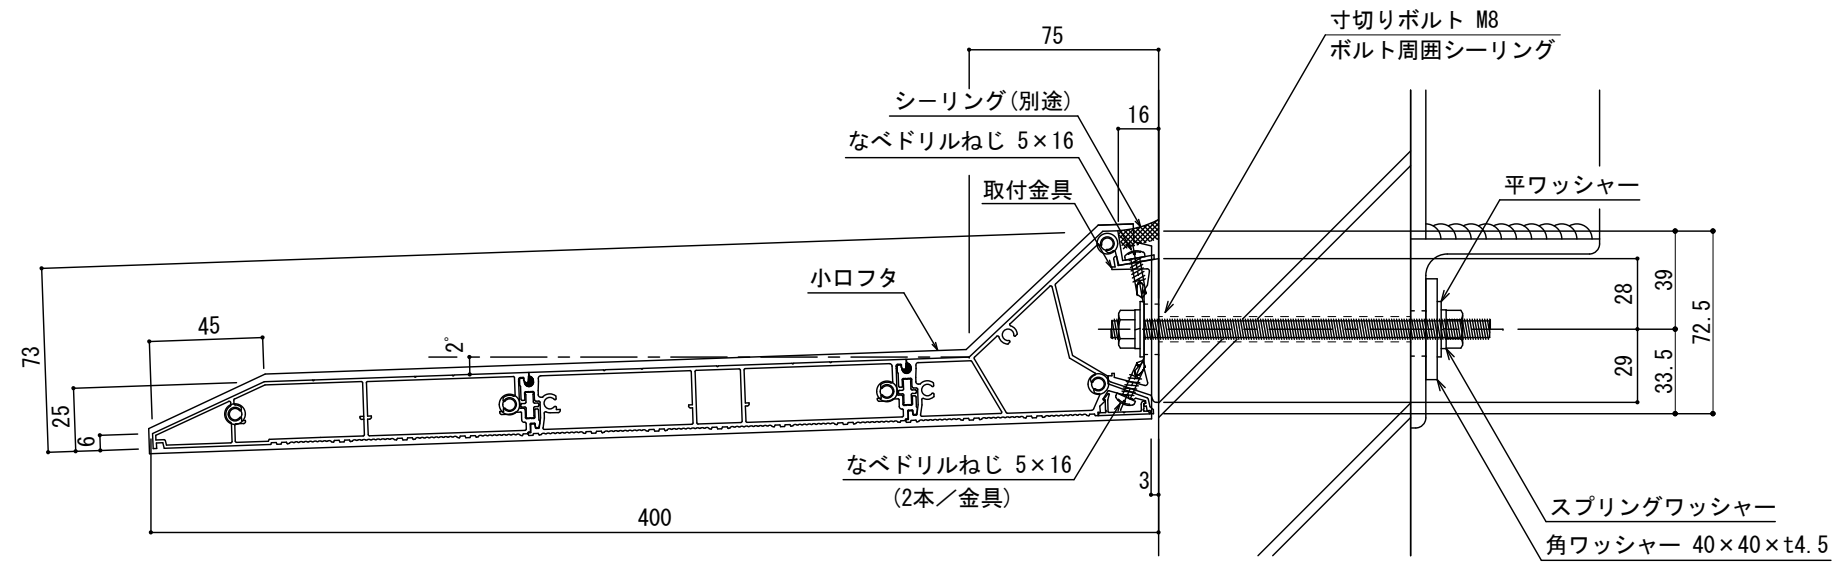 寸切りボルト M8
ボルト周囲シーリング
75
シーリング(別途)
16
なべドリルねじ 5×16
取付金具
平ワッシャー
小口フタ
28
39
72.5
45
2°
73
25
6
29
33.5
なべドリルねじ 5×16
(2本／金具)
3
400
スプリングワッシャー
角ワッシャー 40×40×t4.5